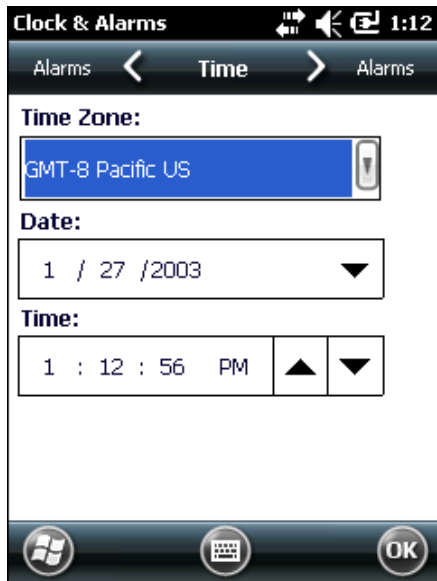 Clock & Alarms 1:12
Alarms Time Alarms
Time Zone:
GMT-8 Pacific US
Date:
1 / 27 /2003
Time:
1 : 12 : 56 PM
OK